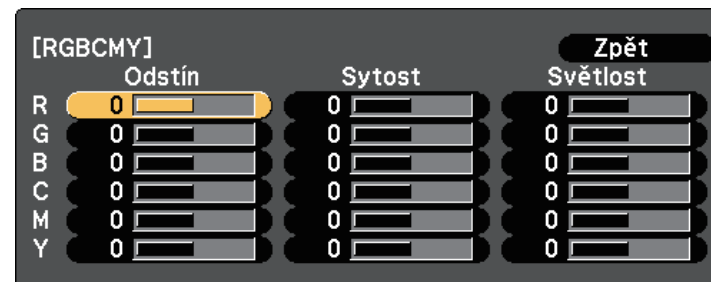 [RGBCMY] Zpět
Odstín Sytost Světlost
R 0 0 0
G 0 0 0
B 0 0 0
C 0 0 0
M 0 0 0
Y 0 0 0